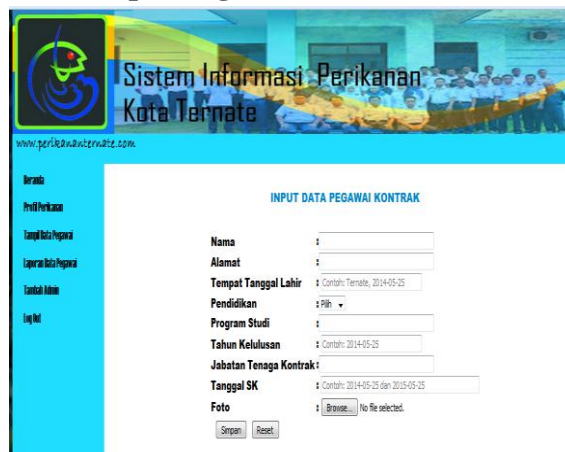 Sistem Informasi Perikanan
Kota Ternate
www.perikananternate.com
Beranda
Profil Perikanan
Tampil Data Pegawai
Laporan Data Pegawai
Tambah Admin
Log Out
INPUT DATA PEGAWAI KONTRAK
Nama :
Alamat :
Tempat Tanggal Lahir : Contoh: Ternate, 2014-05-25
Pendidikan : Pilih
Program Studi :
Tahun Kelulusan : Contoh: 2014-05-25
Jabatan Tenaga Kontrak :
Tanggal SK : Contoh: 2014-05-25 dan 2015-05-25
Foto : Browse... No file selected.
Simpan Reset